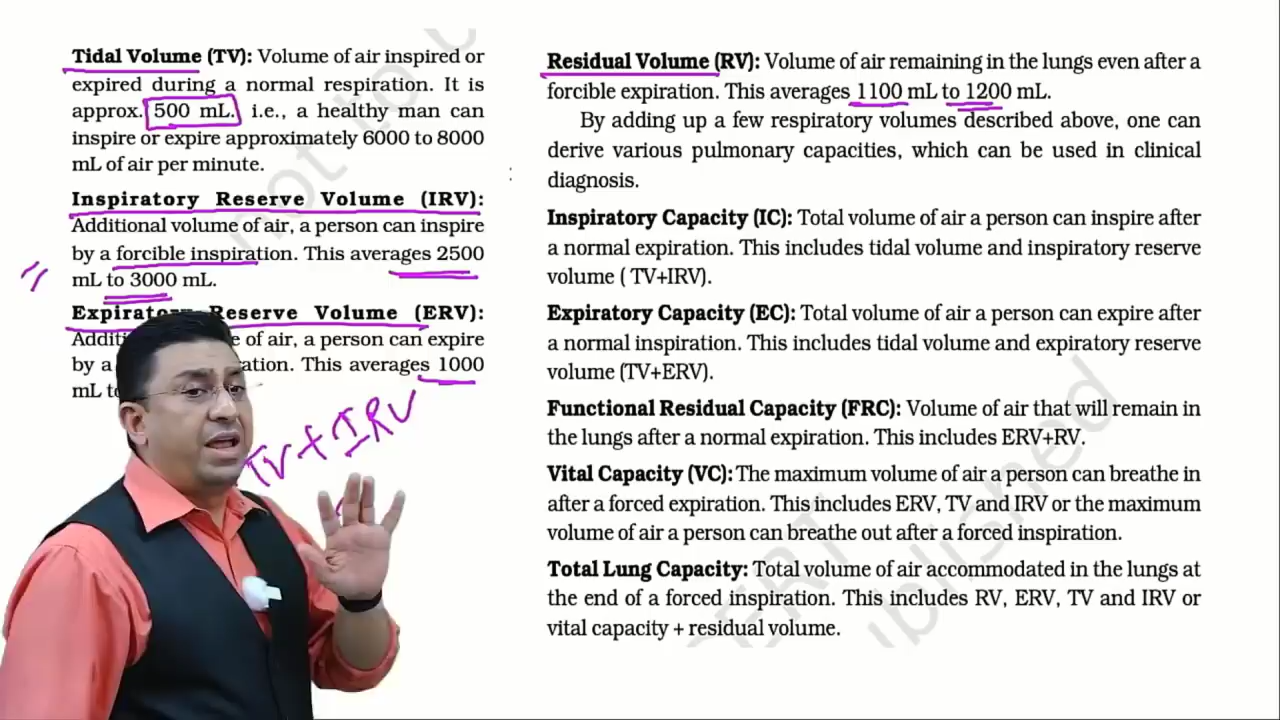 Tidal Volume (TV): Volume of air inspired or
expired during a normal respiration. It is
approx. 500 mL. i.e., a healthy man can
inspire or expire approximately 6000 to 8000
mL of air per minute.
Inspiratory Reserve Volume (IRV):
Additional volume of air, a person can inspire
by a forcible inspiration. This averages 2500
mL to 3000 mL.
Expiratory Reserve Volume (ERV):
of air, a person can expire
by a This averages 1000
mL
TV + IRV
Residual Volume (RV): Volume of air remaining in the lungs even after a
forcible expiration. This averages 1100 mL to 1200 mL.
By adding up a few respiratory volumes described above, one can
derive various pulmonary capacities, which can be used in clinical
diagnosis.
Inspiratory Capacity (IC): Total volume of air a person can inspire after
a normal expiration. This includes tidal volume and inspiratory reserve
volume ( TV+IRV).
Expiratory Capacity (EC): Total volume of air a person can expire after
a normal inspiration. This includes tidal volume and expiratory reserve
volume (TV+ERV).
Functional Residual Capacity (FRC): Volume of air that will remain in
the lungs after a normal expiration. This includes ERV+RV.
Vital Capacity (VC): The maximum volume of air a person can breathe in
after a forced expiration. This includes ERV, TV and IRV or the maximum
volume of air a person can breathe out after a forced inspiration.
Total Lung Capacity: Total volume of air accommodated in the lungs at
the end of a forced inspiration. This includes RV, ERV, TV and IRV or
vital capacity + residual volume.
not to